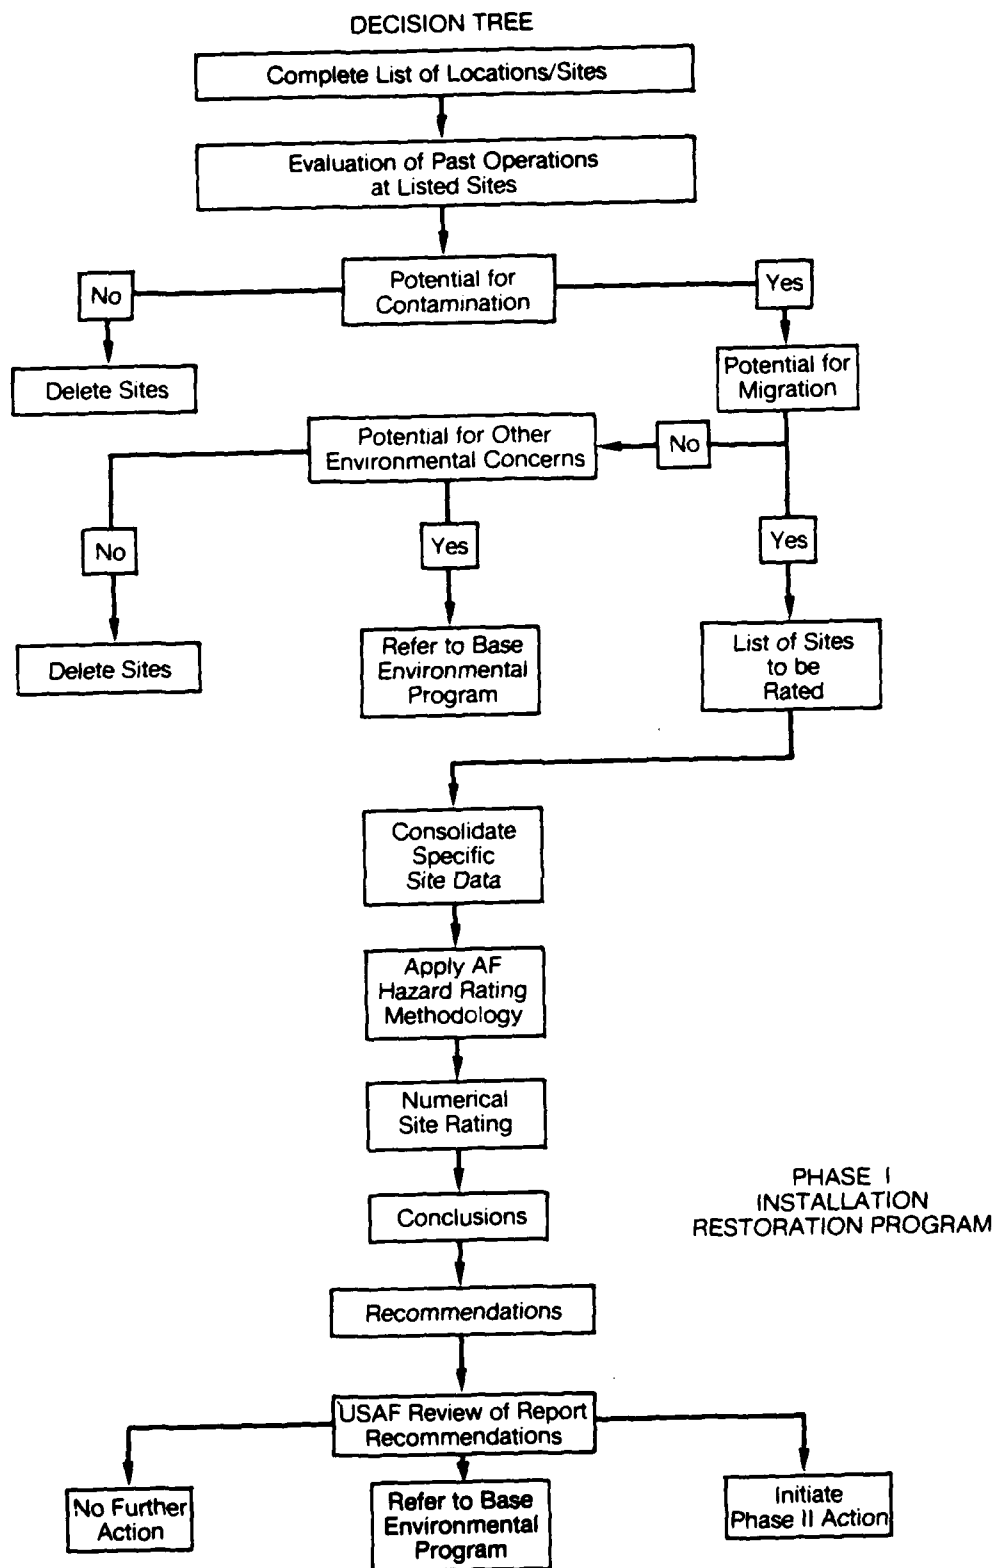 DECISION TREE
Complete List of Locations/Sites
Evaluation of Past Operations
at Listed Sites
Potential for
Contamination
No
Yes
Delete Sites
Potential for
Migration
Potential for Other
Environmental Concerns
No
No
Yes
Yes
Delete Sites
Refer to Base
Environmental
Program
List of Sites
to be
Rated
Consolidate
Specific
Site Data
Apply AF
Hazard Rating
Methodology
Numerical
Site Rating
Conclusions
PHASE I
INSTALLATION
RESTORATION PROGRAM
Recommendations
USAF Review of Report
Recommendations
No Further
Action
Refer to Base
Environmental
Program
Initiate
Phase II Action